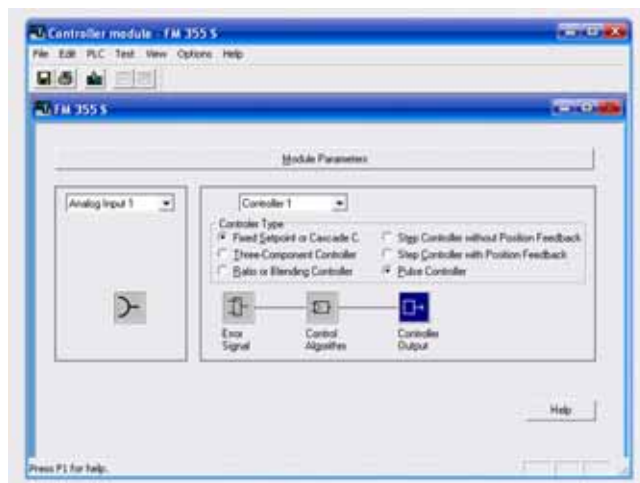 Controller module - FM 355 S
File Edit PLC Test View Options Help
FM 355 S
Module Parameters
Analog Input 1
Controller 1
Controller Type
Fixed Setpoint or Cascade C.
Step Controller without Position Feedback
Three-Component Controller
Step Controller with Position Feedback
Ratio or Blending Controller
Pulse Controller
Error
Signal
Control
Algorithm
Controller
Output
Help
Press F1 for help.